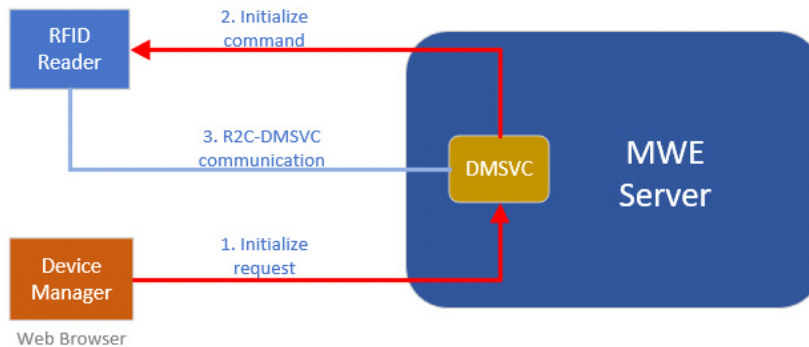 2. Initialize
command
RFID
Reader
3. R2C-DMSVC
communication
DMSVC
MWE
Server
1. Initialize
request
Device
Manager
Web Browser